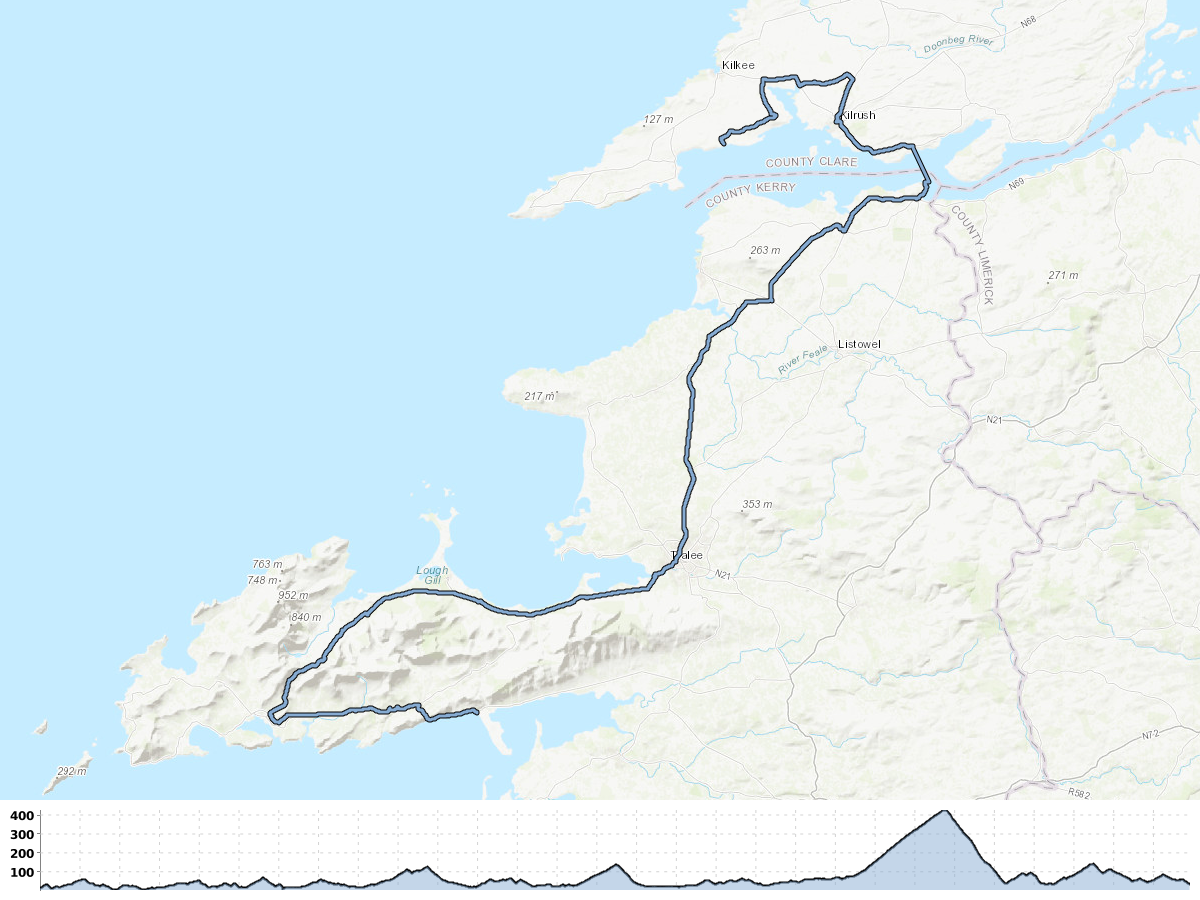 N68
Doonbeg River
Kilkee
127 m
Kilrush
COUNTY CLARE
COUNTY KERRY
N69
COUNTY LIMERICK
263 m
271 m
Listowel
River Feale
217 m
N21
353 m
Tralee
N21
763 m
748 m
952 m
840 m
Lough
Gill
292 m
N72
R582
400
300
200
100